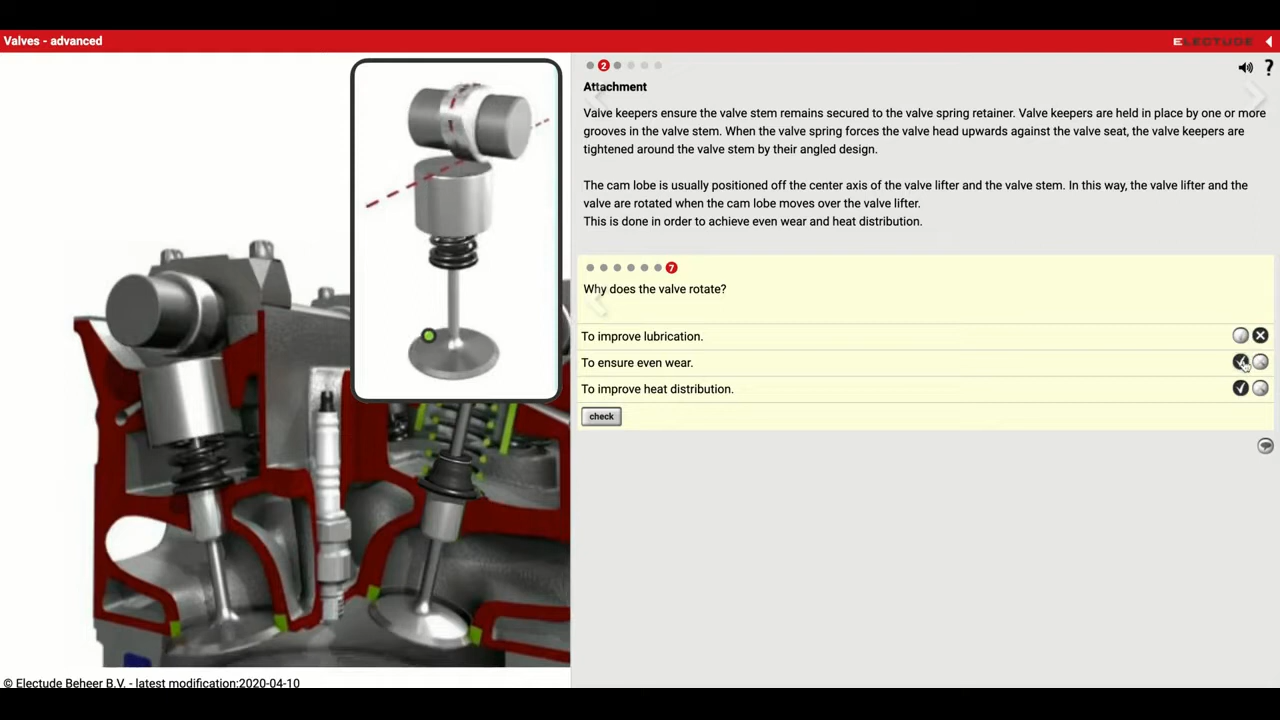 Valves - advanced
ELECTUDE
2
?
Attachment
Valve keepers ensure the valve stem remains secured to the valve spring retainer. Valve keepers are held in place by one or more
grooves in the valve stem. When the valve spring forces the valve head upwards against the valve seat, the valve keepers are
tightened around the valve stem by their angled design.
The cam lobe is usually positioned off the center axis of the valve lifter and the valve stem. In this way, the valve lifter and the
valve are rotated when the cam lobe moves over the valve lifter.
This is done in order to achieve even wear and heat distribution.
7
Why does the valve rotate?
To improve lubrication.
To ensure even wear.
To improve heat distribution.
check
© Electude Beheer B.V. - latest modification:2020-04-10